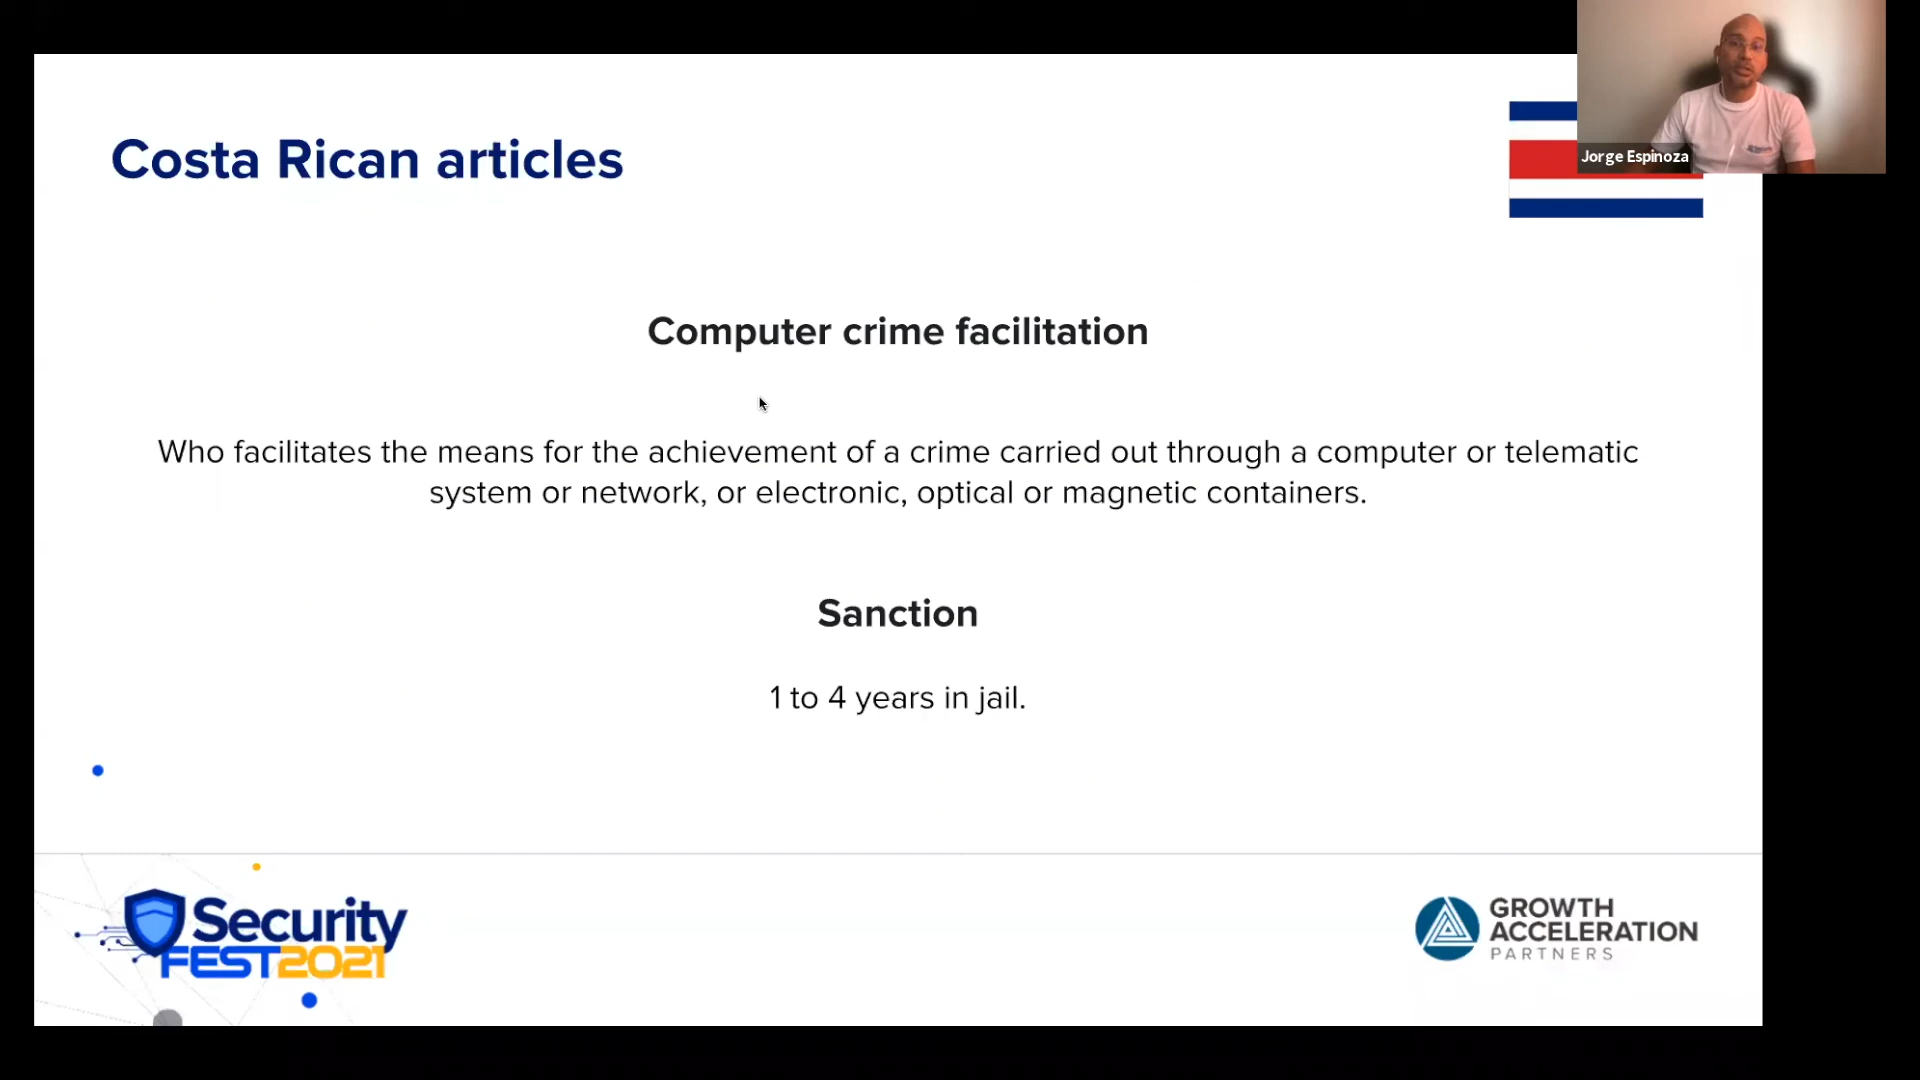 Costa Rican articles
Jorge Espinoza
Computer crime facilitation
Who facilitates the means for the achievement of a crime carried out through a computer or telematic
system or network, or electronic, optical or magnetic containers.
Sanction
1 to 4 years in jail.
Security
FEST2021
GROWTH
ACCELERATION
PARTNERS